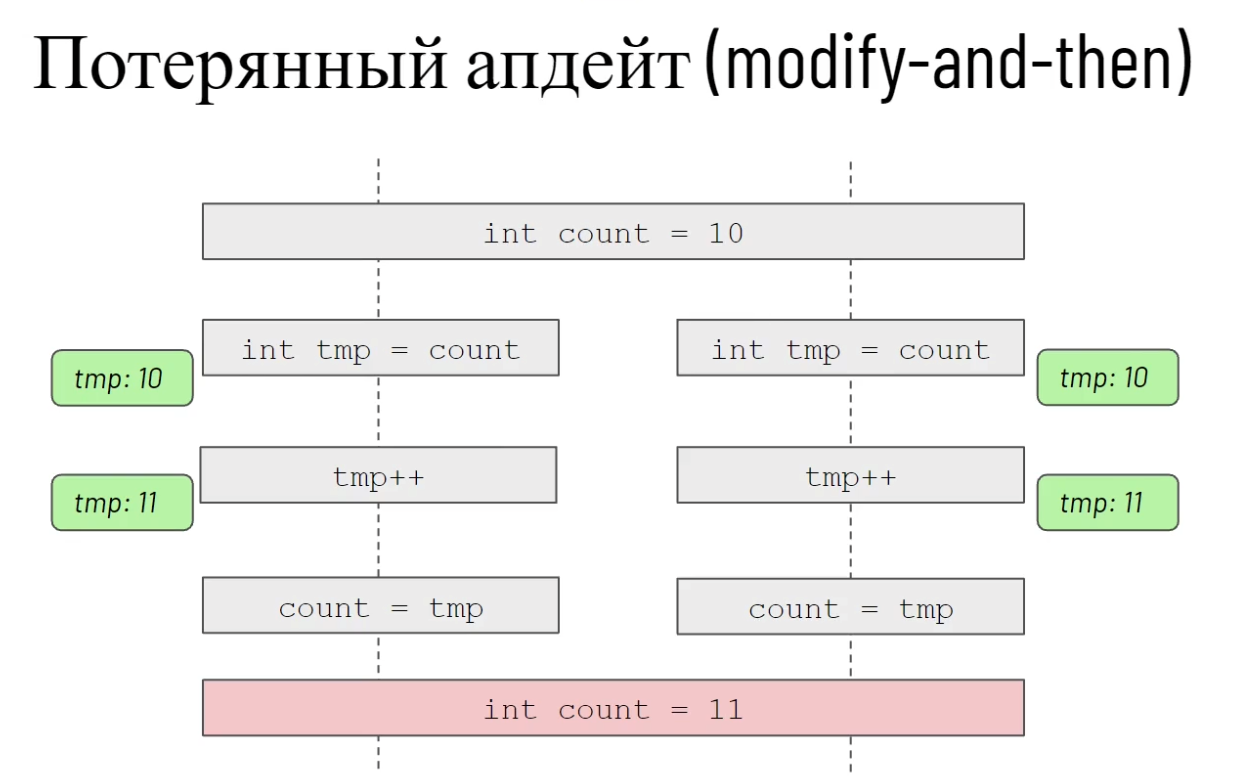 Потерянный апдейт (modify-and-then)
int count = 10
int tmp = count
int tmp = count
tmp: 10
tmp: 10
tmp++
tmp++
tmp: 11
tmp: 11
count = tmp
count = tmp
int count = 11